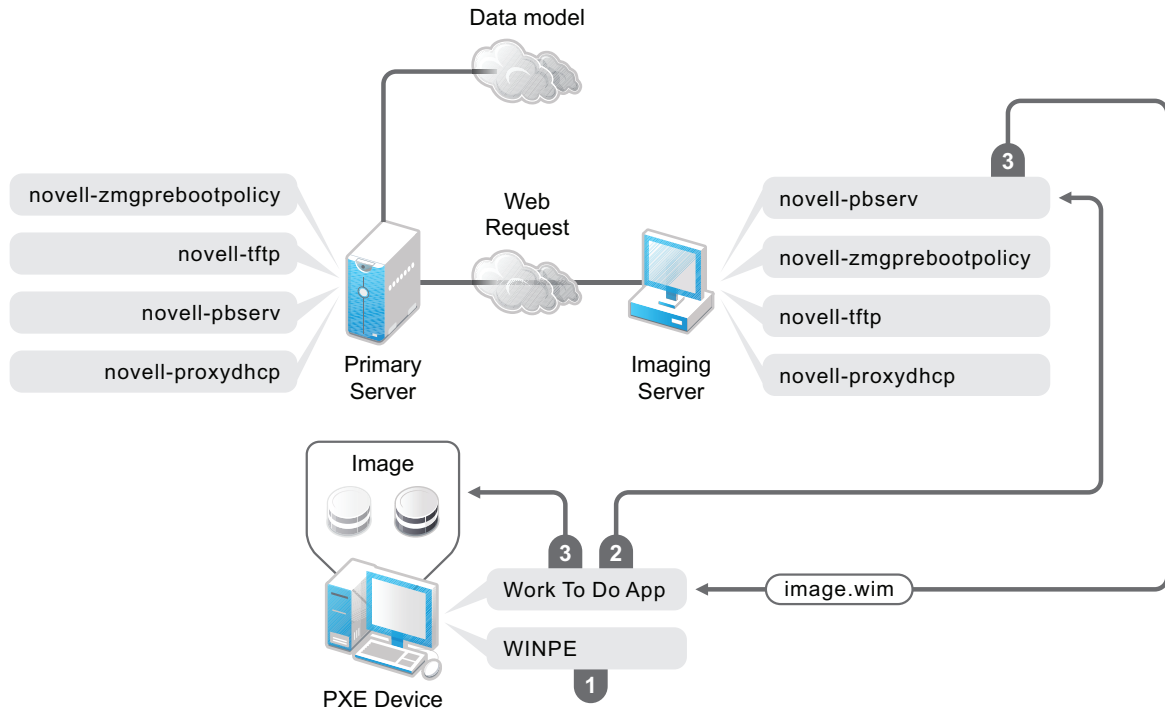 Data model
3
novell-zmgprebootpolicy
novell-tftp
novell-pbserv
novell-proxydhcp
Primary
Server
Web
Request
Imaging
Server
novell-pbserv
novell-zmgprebootpolicy
novell-tftp
novell-proxydhcp
Image
3
2
Work To Do App
image.wim
WINPE
1
PXE Device